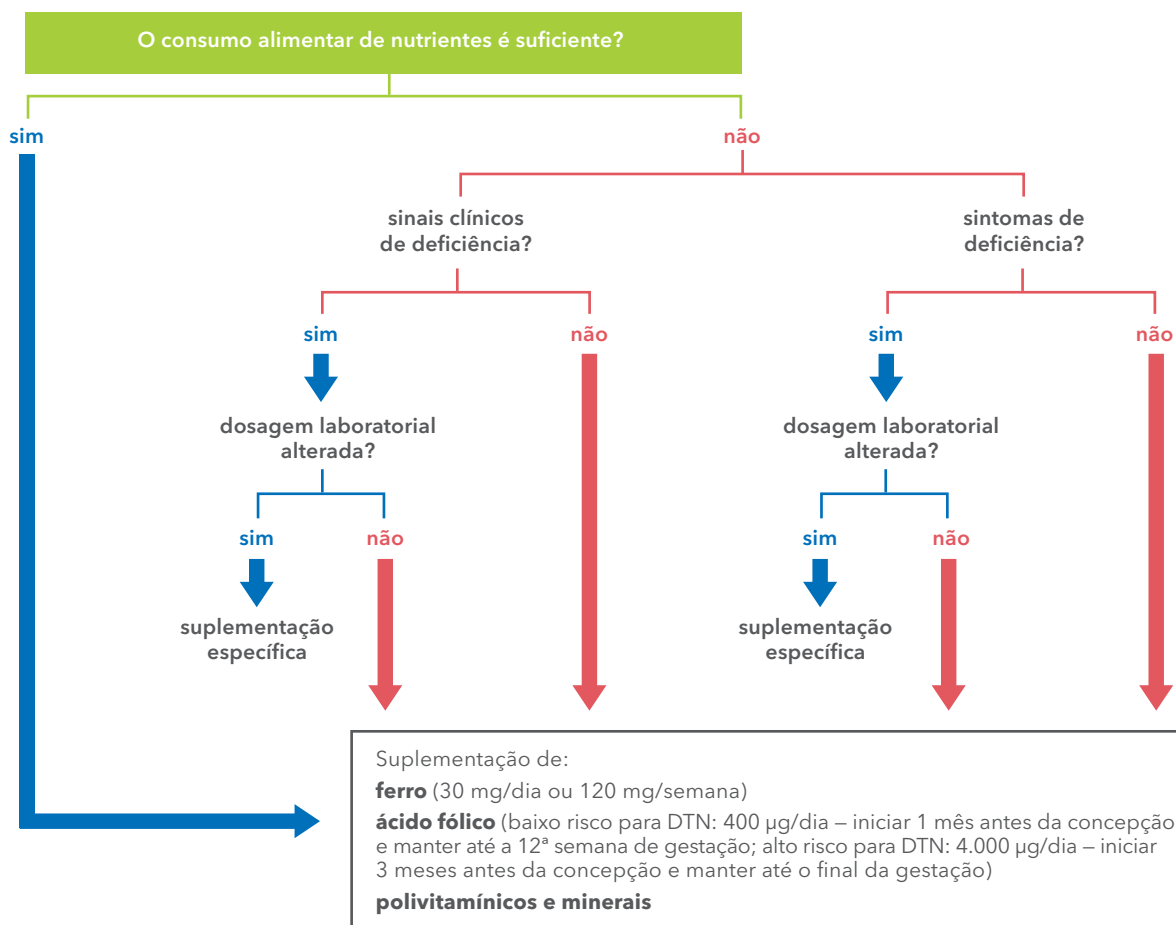 O consumo alimentar de nutrientes é suficiente?
sim
não
sinais clínicos
de deficiência?
sintomas de
deficiência?
sim
não
sim
não
dosagem laboratorial
alterada?
dosagem laboratorial
alterada?
sim
não
sim
não
suplementação
específica
suplementação
específica
Suplementação de:
ferro (30 mg/dia ou 120 mg/semana)
ácido fólico (baixo risco para DTN: 400 µg/dia – iniciar 1 mês antes da concepção
e manter até a 12ª semana de gestação; alto risco para DTN: 4.000 µg/dia – iniciar
3 meses antes da concepção e manter até o final da gestação)
polivitamínicos e minerais